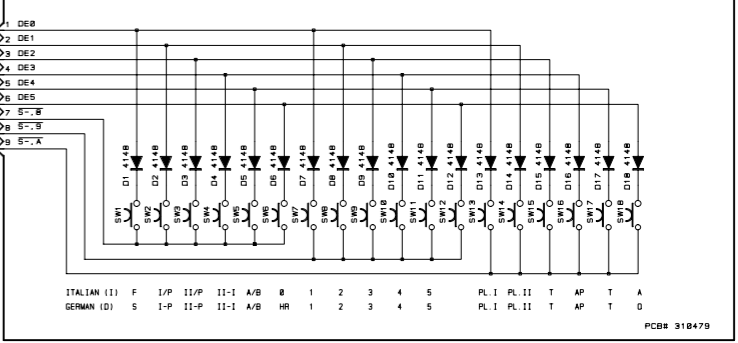 1 DE0
2 DE1
3 DE2
4 DE3
5 DE4
6 DE5
7 S-,8
8 S-,9
9 S-,A
D1 4148
D2 4148
D3 4148
D4 4148
D5 4148
D6 4148
D7 4148
D8 4148
D9 4148
D10 4148
D11 4148
D12 4148
D13 4148
D14 4148
D15 4148
D16 4148
D17 4148
D18 4148
SW1
SW2
SW3
SW4
SW5
SW6
SW7
SW8
SW9
SW10
SW11
SW12
SW13
SW14
SW15
SW16
SW17
SW18
ITALIAN (I) F I/P II/P II-I A/B 0 1 2 3 4 5 PL.I PL.II T AP T A
GERMAN (D) S I-P II-P II-I A/B HR 1 2 3 4 5 PL.I PL.II T AP T Q
PCB# 310479